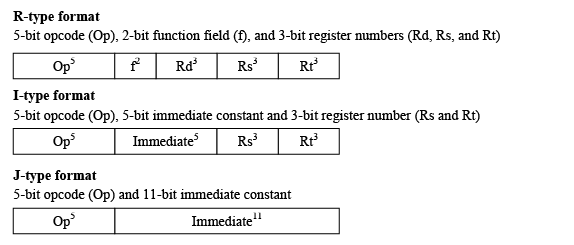 R-type format
5-bit opcode (Op), 2-bit function field (f), and 3-bit register numbers (Rd, Rs, and Rt)
Op⁵ f² Rd³ Rs³ Rt³
I-type format
5-bit opcode (Op), 5-bit immediate constant and 3-bit register number (Rs and Rt)
Op⁵ Immediate⁵ Rs³ Rt³
J-type format
5-bit opcode (Op) and 11-bit immediate constant
Op⁵ Immediate¹¹